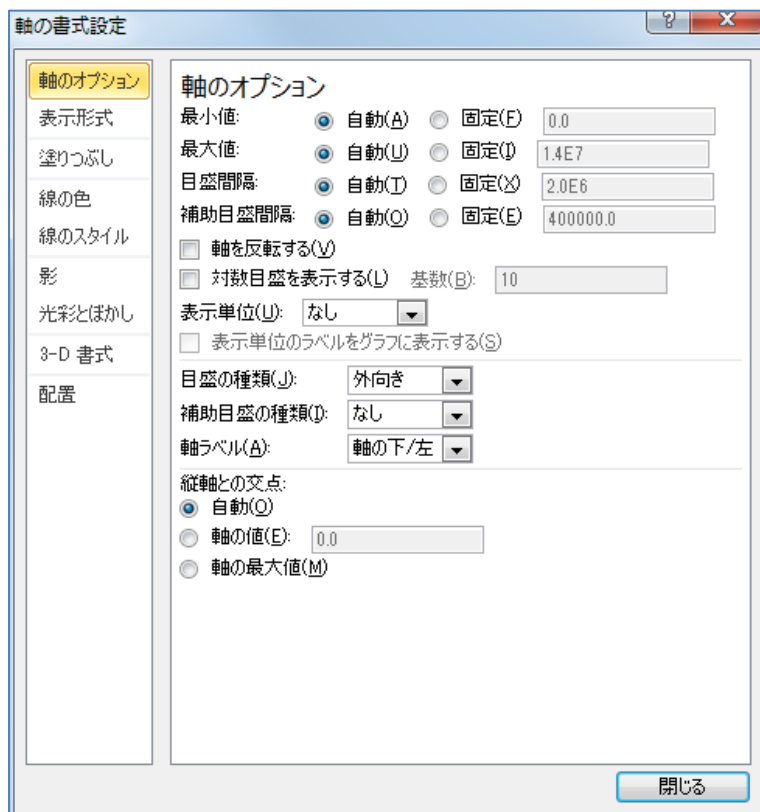 軸の書式設定
?
X
軸のオプション
表示形式
塗りつぶし
線の色
線のスタイル
影
光彩とぼかし
3-D 書式
配置
軸のオプション
最小値: 自動(A) 固定(F) 0.0
最大値: 自動(U) 固定(I) 1.4E7
目盛間隔: 自動(T) 固定(X) 2.0E6
補助目盛間隔: 自動(O) 固定(E) 400000.0
軸を反転する(V)
対数目盛を表示する(L) 基数(B): 10
表示単位(U): なし
表示単位のラベルをグラフに表示する(S)
目盛の種類(J): 外向き
補助目盛の種類(I): なし
軸ラベル(A): 軸の下/左
縦軸との交点:
自動(O)
軸の値(E): 0.0
軸の最大値(M)
閉じる